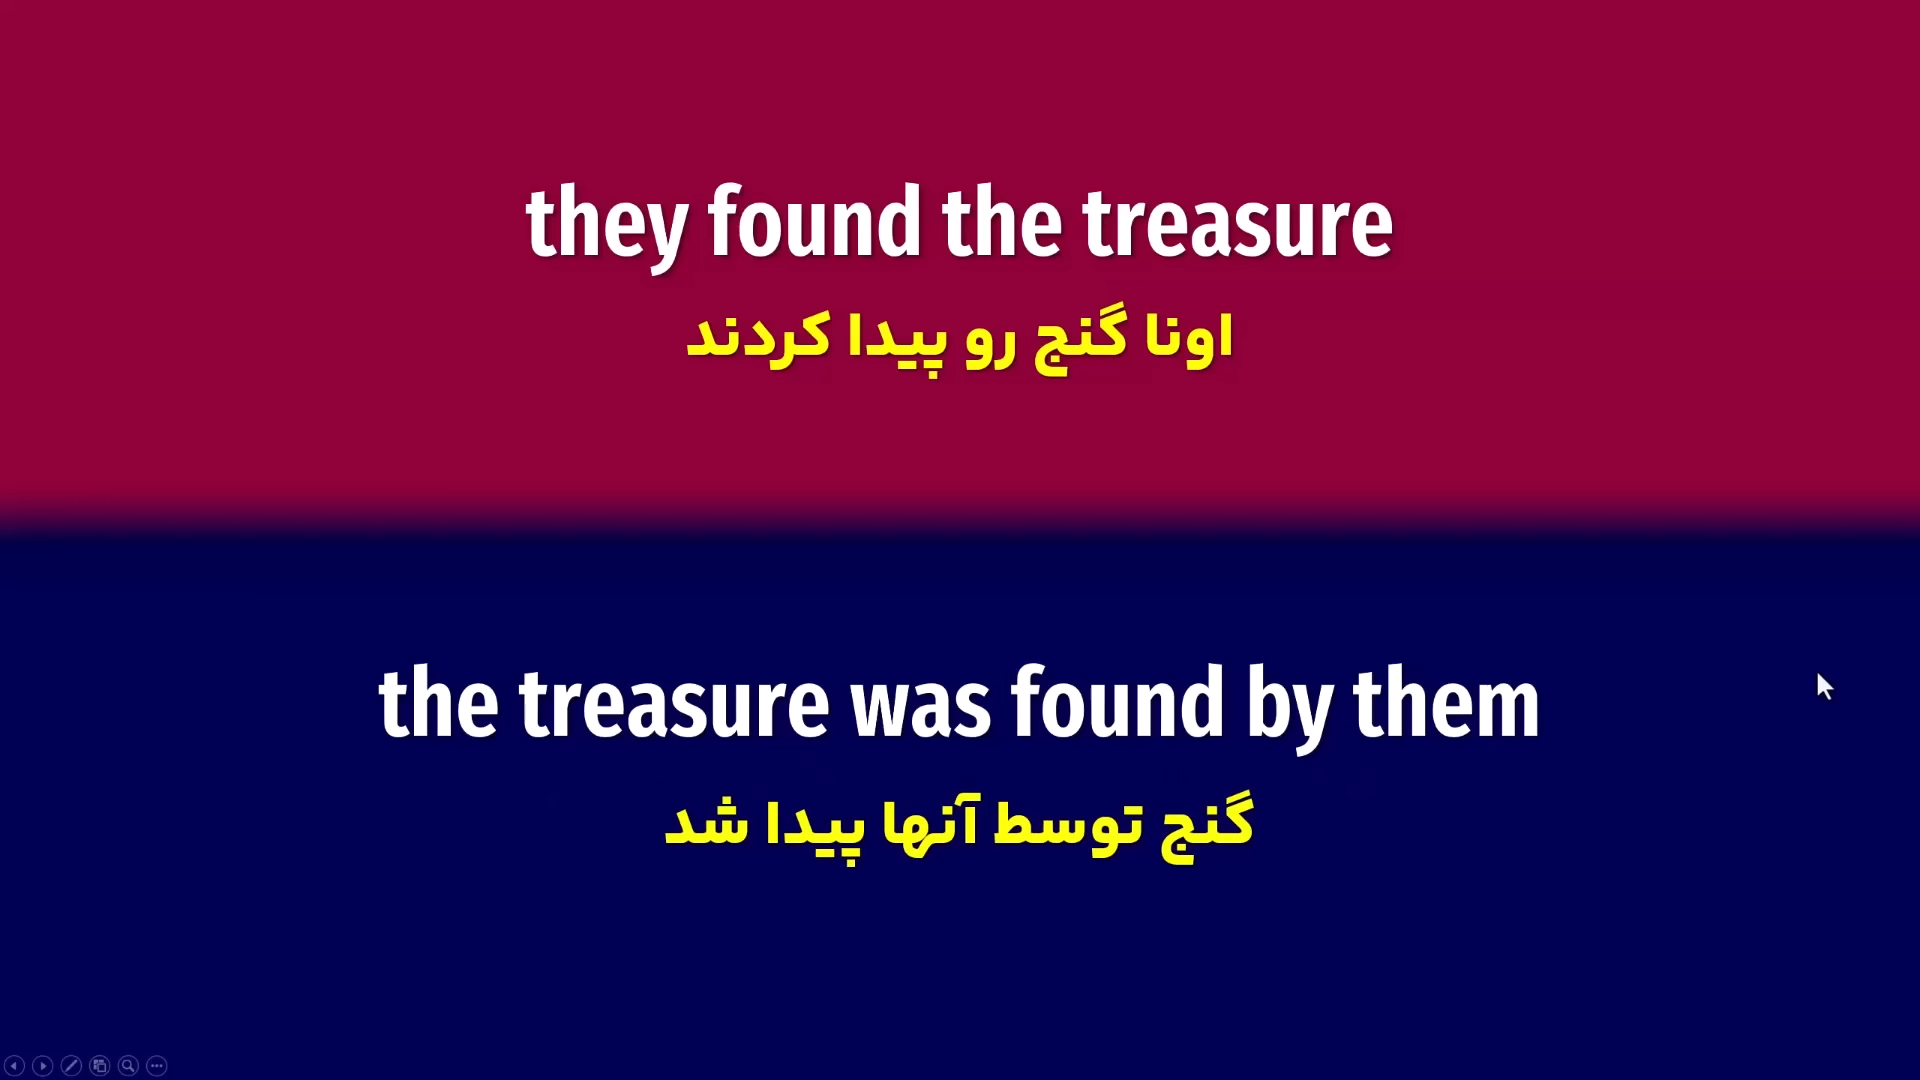 they found the treasure
اونا گنج رو پیدا کردند
the treasure was found by them
گنج توسط آنها پیدا شد